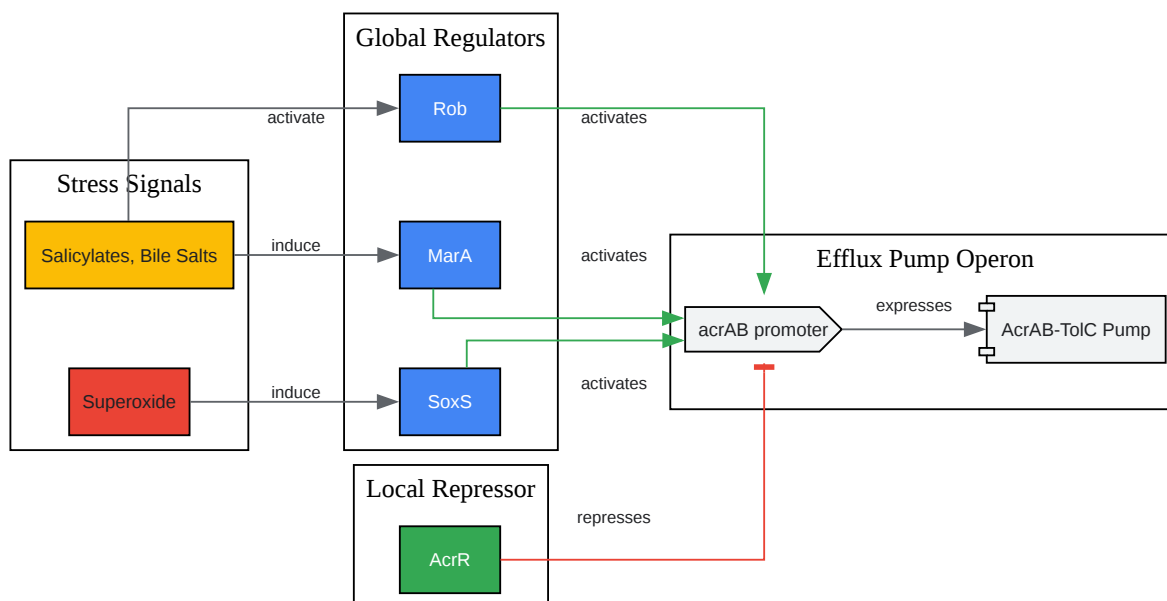 Global Regulators
Rob
activate
activates
Stress Signals
Salicylates, Bile Salts
induce
MarA
activates
Efflux Pump Operon
acrAB promoter
expresses
AcrAB-TolC Pump
Superoxide
induce
SoxS
activates
Local Repressor
represses
AcrR